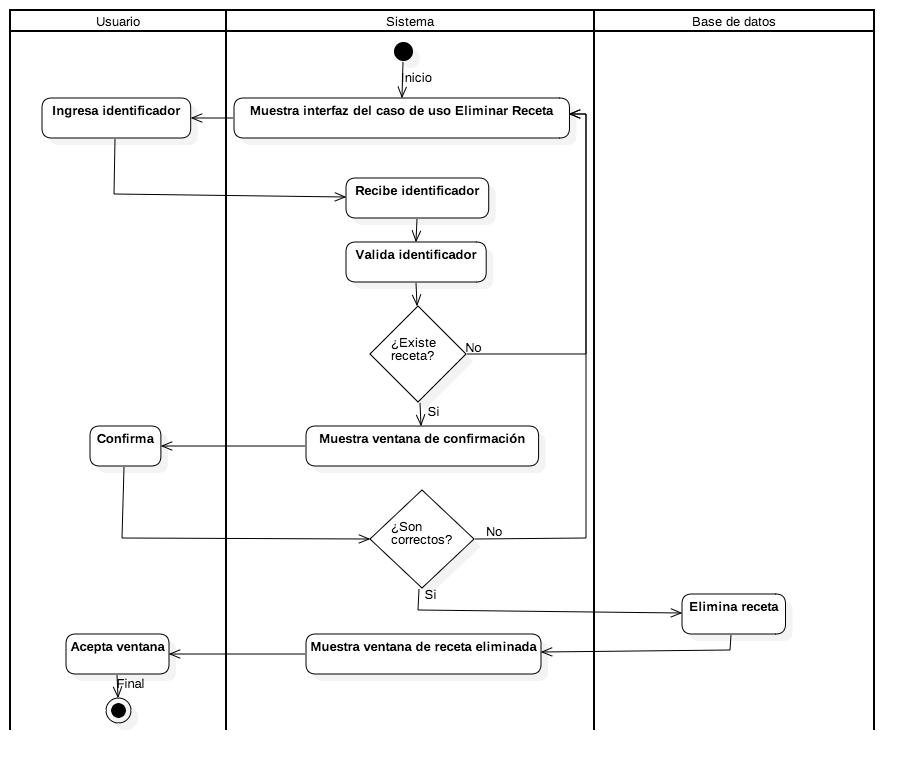 Usuario
Sistema
Base de datos
Inicio
Ingresa identificador
Muestra interfaz del caso de uso Eliminar Receta
Recibe identificador
Valida identificador
¿Existe
receta?
No
Si
Confirma
Muestra ventana de confirmación
¿Son
correctos?
No
Si
Elimina receta
Acepta ventana
Muestra ventana de receta eliminada
Final